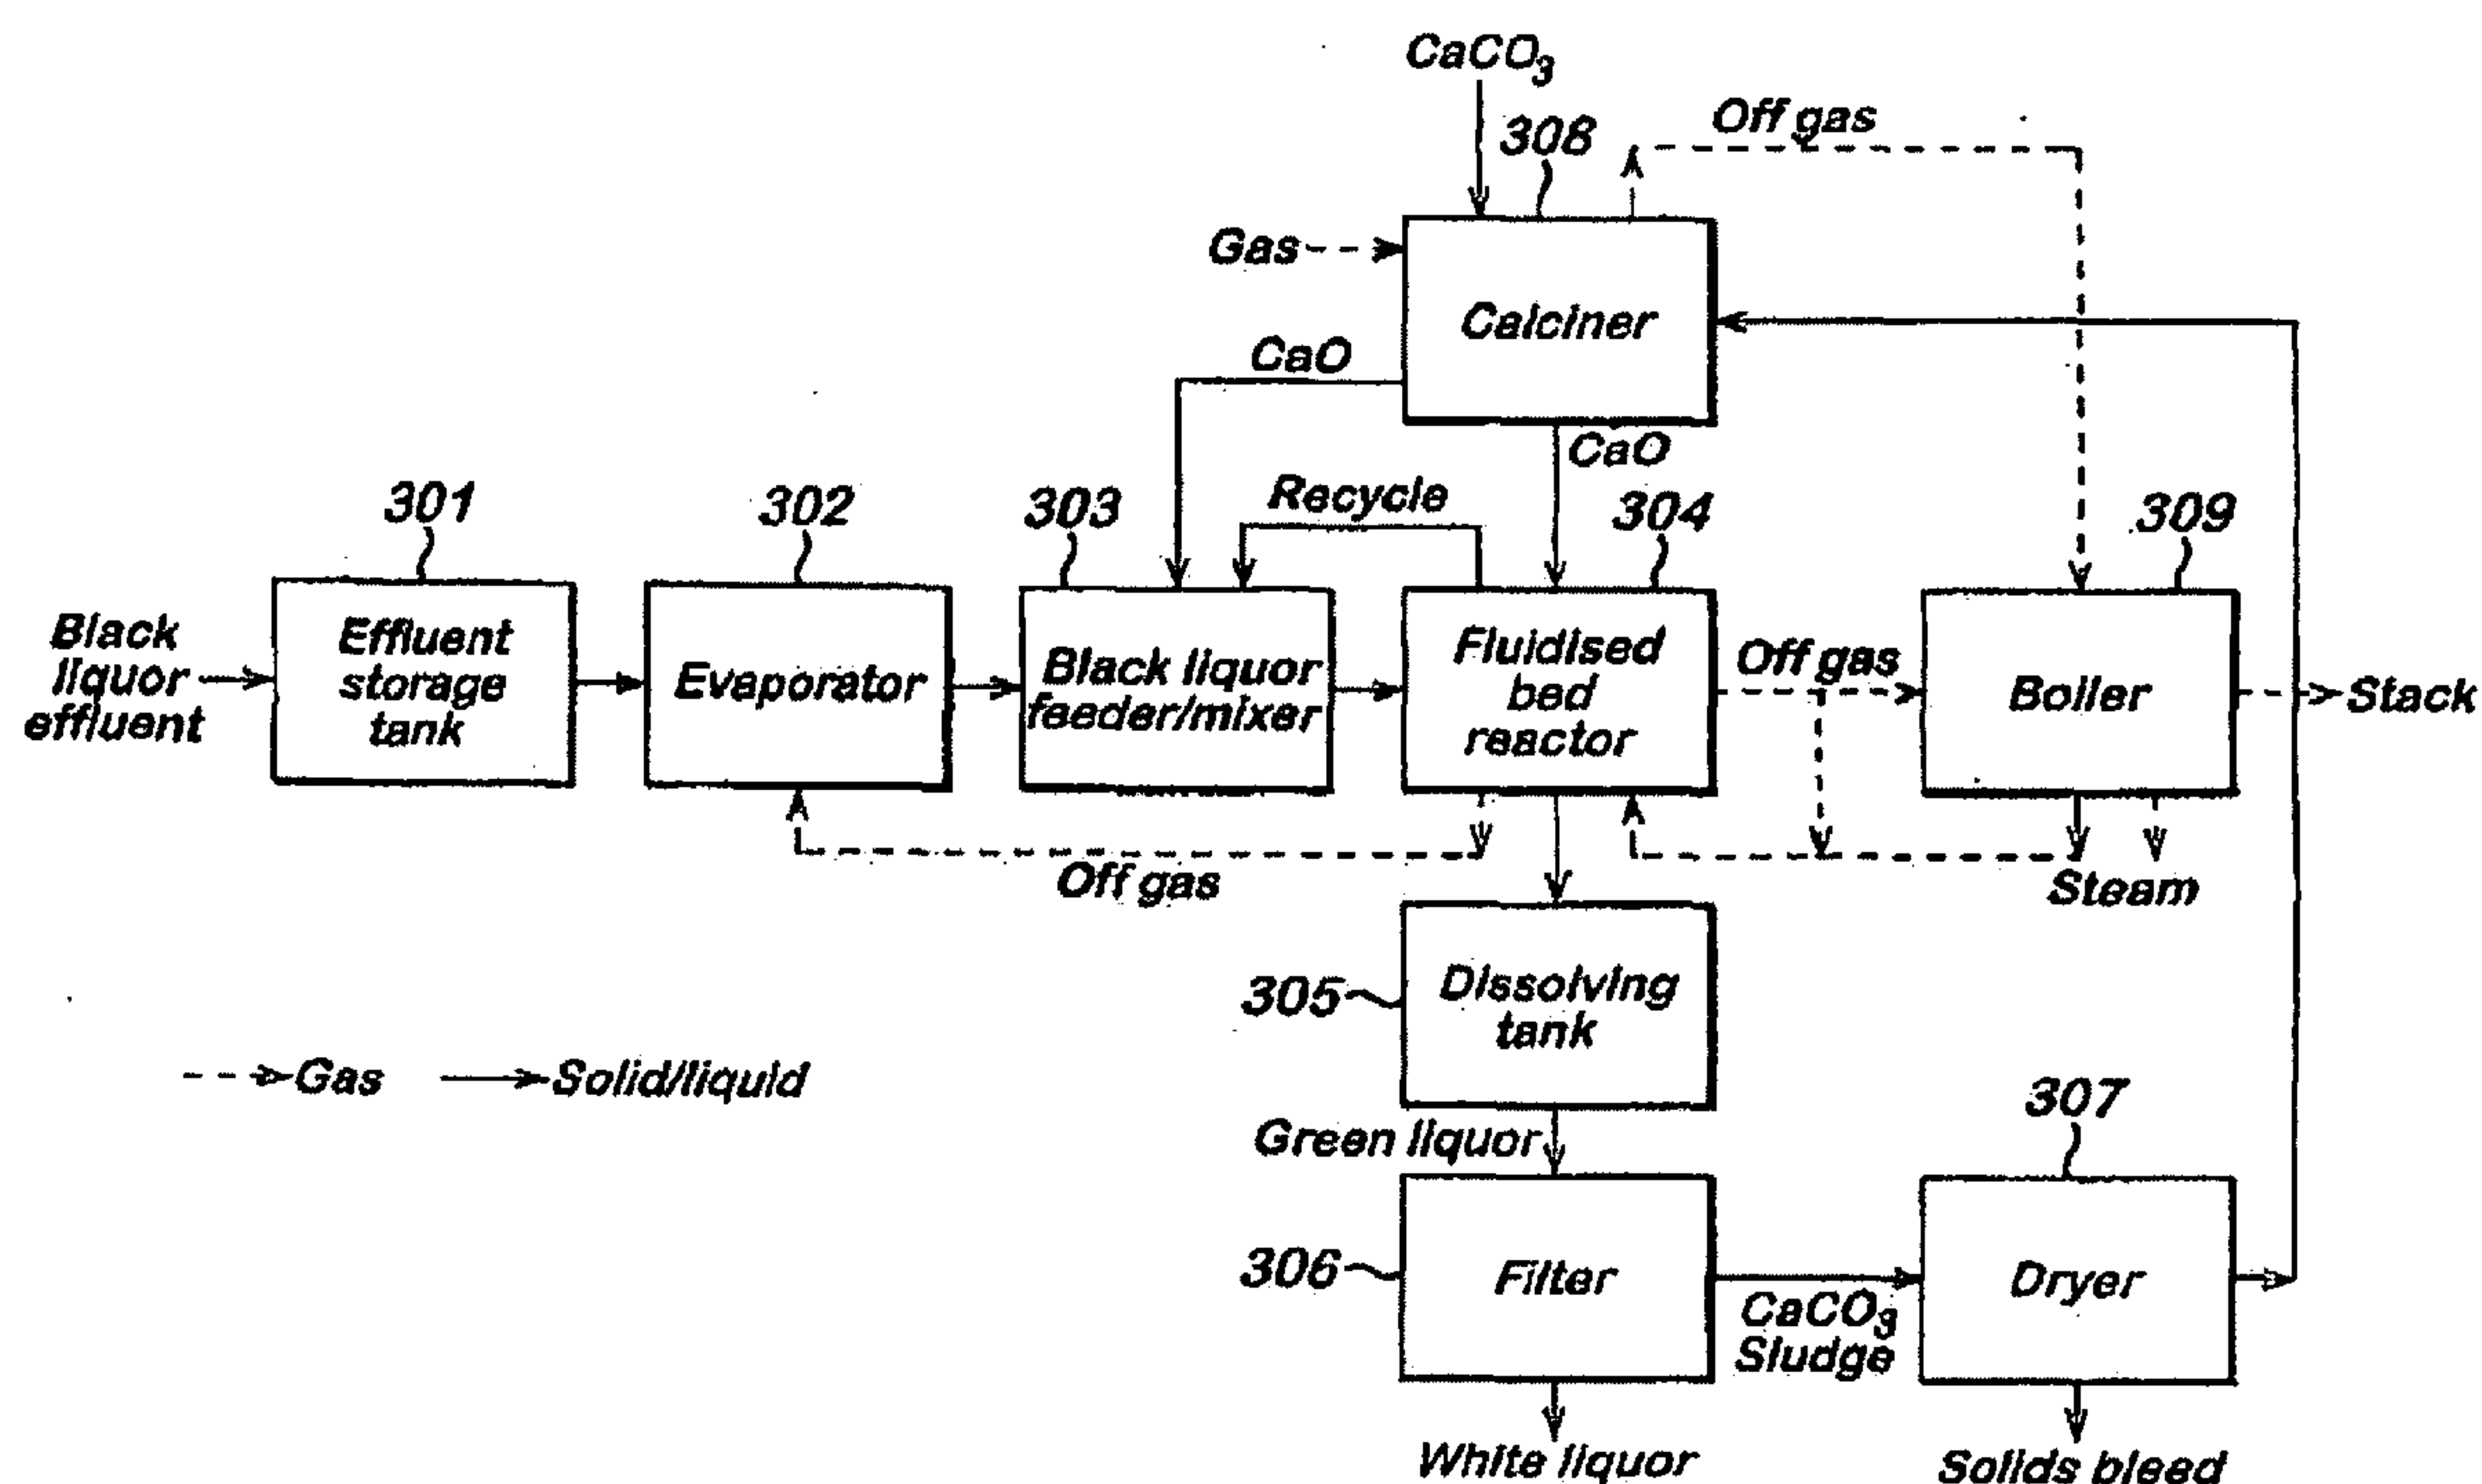 CaCO3
308
Off gas
Gas
Calciner
CaO
CaO
301
302
303
Recycle
304
309
Black
liquor
effluent
Effluent
storage
tank
Evaporator
Black liquor
feeder/mixer
Fluidised
bed
reactor
Off gas
Boiler
Stack
Off gas
Steam
305
Dissolving
tank
Gas
Solid/liquid
Green liquor
307
306
Filter
CaCO3
Sludge
Dryer
White liquor
Solids bleed